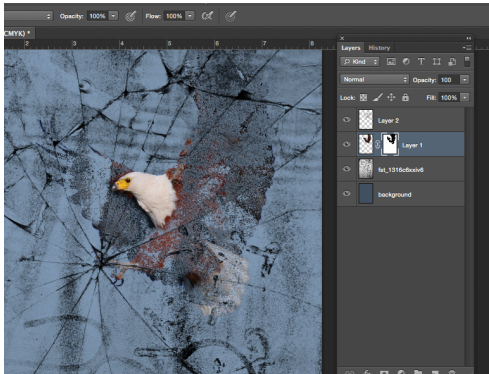 Opacity: 100% Flow: 100%
(CMYK) *
2 3 4 5 6 7 8
Layers History
Kind
Normal Opacity: 100
Lock: Fill: 100%
Layer 2
Layer 1
fst_1316c6xxiv6
background